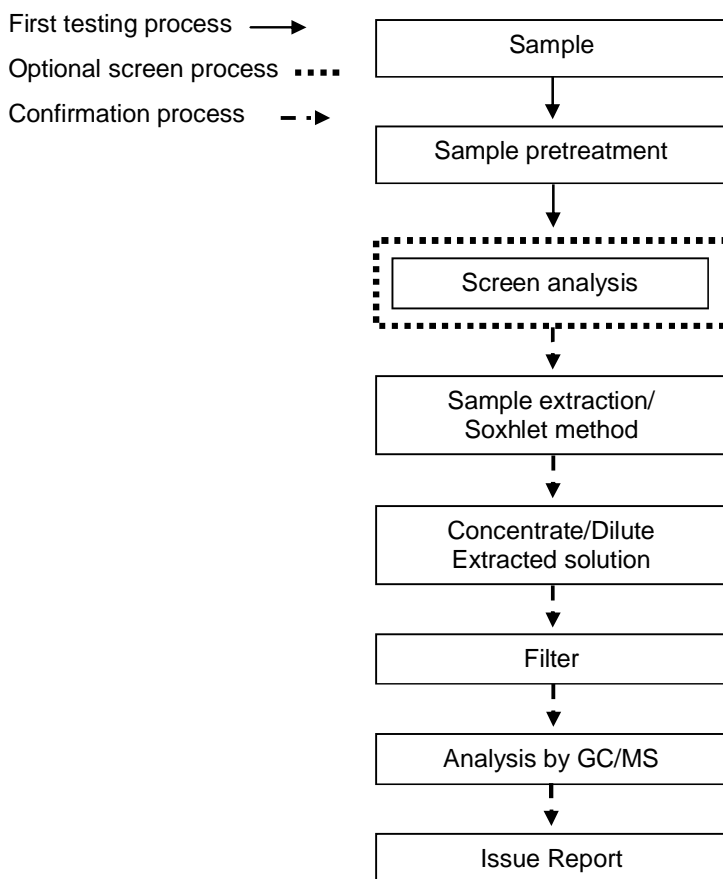 First testing process
Optional screen process
Confirmation process
Sample
Sample pretreatment
Screen analysis
Sample extraction/
Soxhlet method
Concentrate/Dilute
Extracted solution
Filter
Analysis by GC/MS
Issue Report